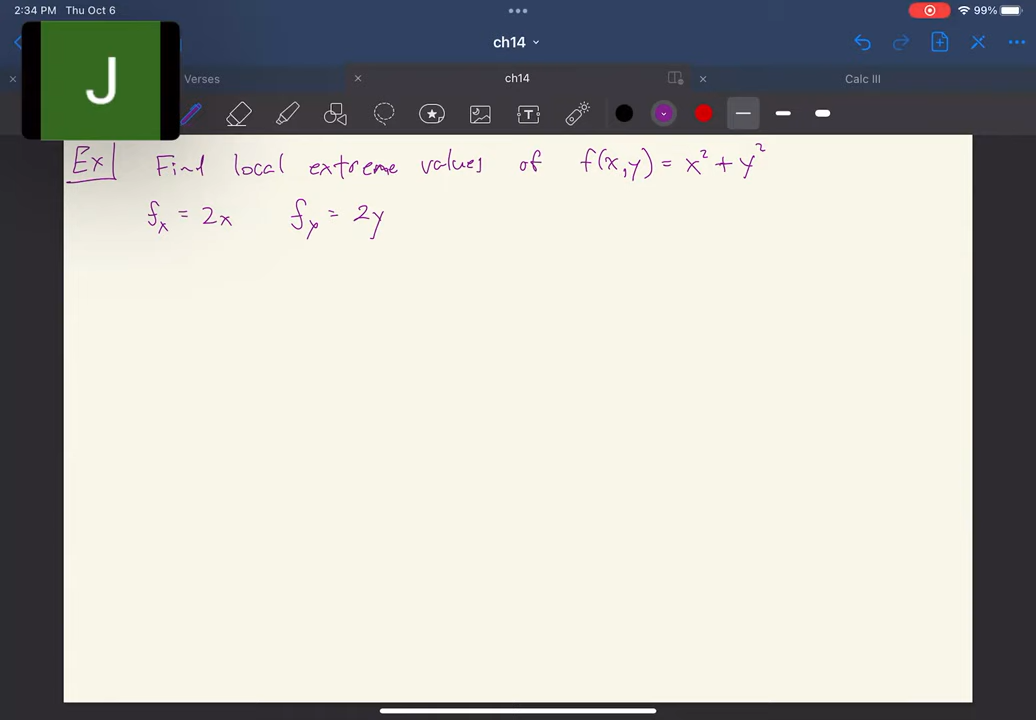 2:34 PM Thu Oct 6
99%
ch14
Verses
ch14
Calc III
J
T
Ex Find local extreme values of f(x,y) = x² + y²
fₓ = 2x fᵧ = 2y